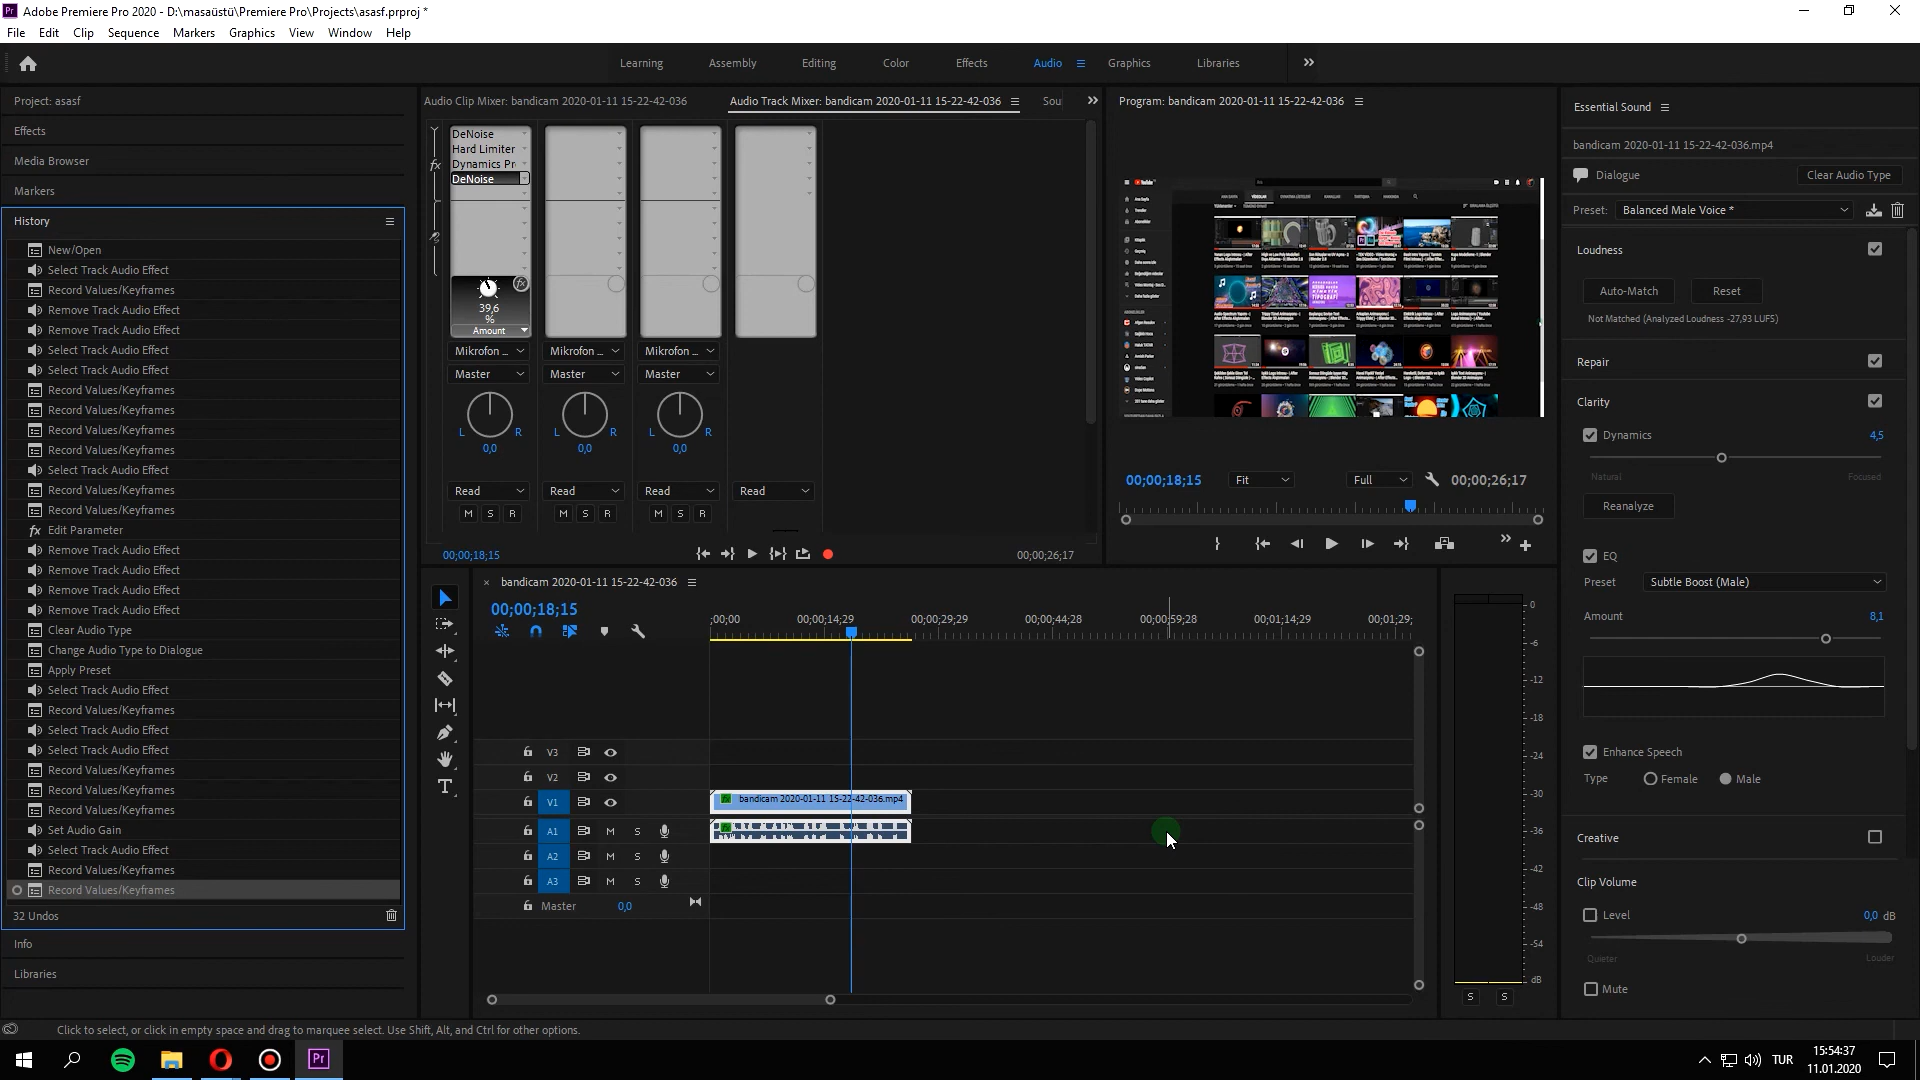 Adobe Premiere Pro 2020 - D:\masaüstü\Premiere Pro\Projects\asasf.prproj *
File Edit Clip Sequence Markers Graphics View Window Help
Learning Assembly Editing Color Effects Audio Graphics Libraries
Project: asasf
Effects
Media Browser
Markers
History
New/Open
Select Track Audio Effect
Record Values/Keyframes
Remove Track Audio Effect
Remove Track Audio Effect
Select Track Audio Effect
Select Track Audio Effect
Record Values/Keyframes
Record Values/Keyframes
Record Values/Keyframes
Record Values/Keyframes
Select Track Audio Effect
Record Values/Keyframes
Record Values/Keyframes
fx Edit Parameter
Remove Track Audio Effect
Remove Track Audio Effect
Remove Track Audio Effect
Remove Track Audio Effect
Clear Audio Type
Change Audio Type to Dialogue
Apply Preset
Select Track Audio Effect
Record Values/Keyframes
Select Track Audio Effect
Select Track Audio Effect
Record Values/Keyframes
Record Values/Keyframes
Record Values/Keyframes
Set Audio Gain
Select Track Audio Effect
Record Values/Keyframes
Record Values/Keyframes
32 Undos
Info
Libraries
Audio Clip Mixer: bandicam 2020-01-11 15-22-42-036 Audio Track Mixer: bandicam 2020-01-11 15-22-42-036 Sou
DeNoise
Hard Limiter
Dynamics Pr
DeNoise
fx
39,6
%
Amount
Mikrofon ... Mikrofon ... Mikrofon ...
Master Master Master
L R L R L R
0,0 0,0 0,0
Read Read Read Read
M S R M S R M S R
00;00;18;15 00;00;26;17
Program: bandicam 2020-01-11 15-22-42-036
00;00;18;15 Fit Full 00;00;26;17
bandicam 2020-01-11 15-22-42-036
00;00;18;15
;00;00 00;00;14;29 00;00;29;29 00;00;44;28 00;00;59;28 00;01;14;29 00;01;29;
V3
V2
V1 bandicam 2020-01-11 15-22-42-036.mp4
A1 M S
A2 M S
A3 M S
Master 0,0
0
-6
-12
-18
-24
-30
-36
-42
-48
-54
dB
S S
Essential Sound
bandicam 2020-01-11 15-22-42-036.mp4
Dialogue Clear Audio Type
Preset: Balanced Male Voice *
Loudness
Auto-Match Reset
Not Matched (Analyzed Loudness -27,93 LUFS)
Repair
Clarity
Dynamics 4,5
Natural Focused
Reanalyze
EQ
Preset Subtle Boost (Male)
Amount 8,1
Enhance Speech
Type Female Male
Creative
Clip Volume
Level 0,0 dB
Quieter Louder
Mute
Click to select, or click in empty space and drag to marquee select. Use Shift, Alt, and Ctrl for other options.
Pr
TUR
15:54:37
11.01.2020